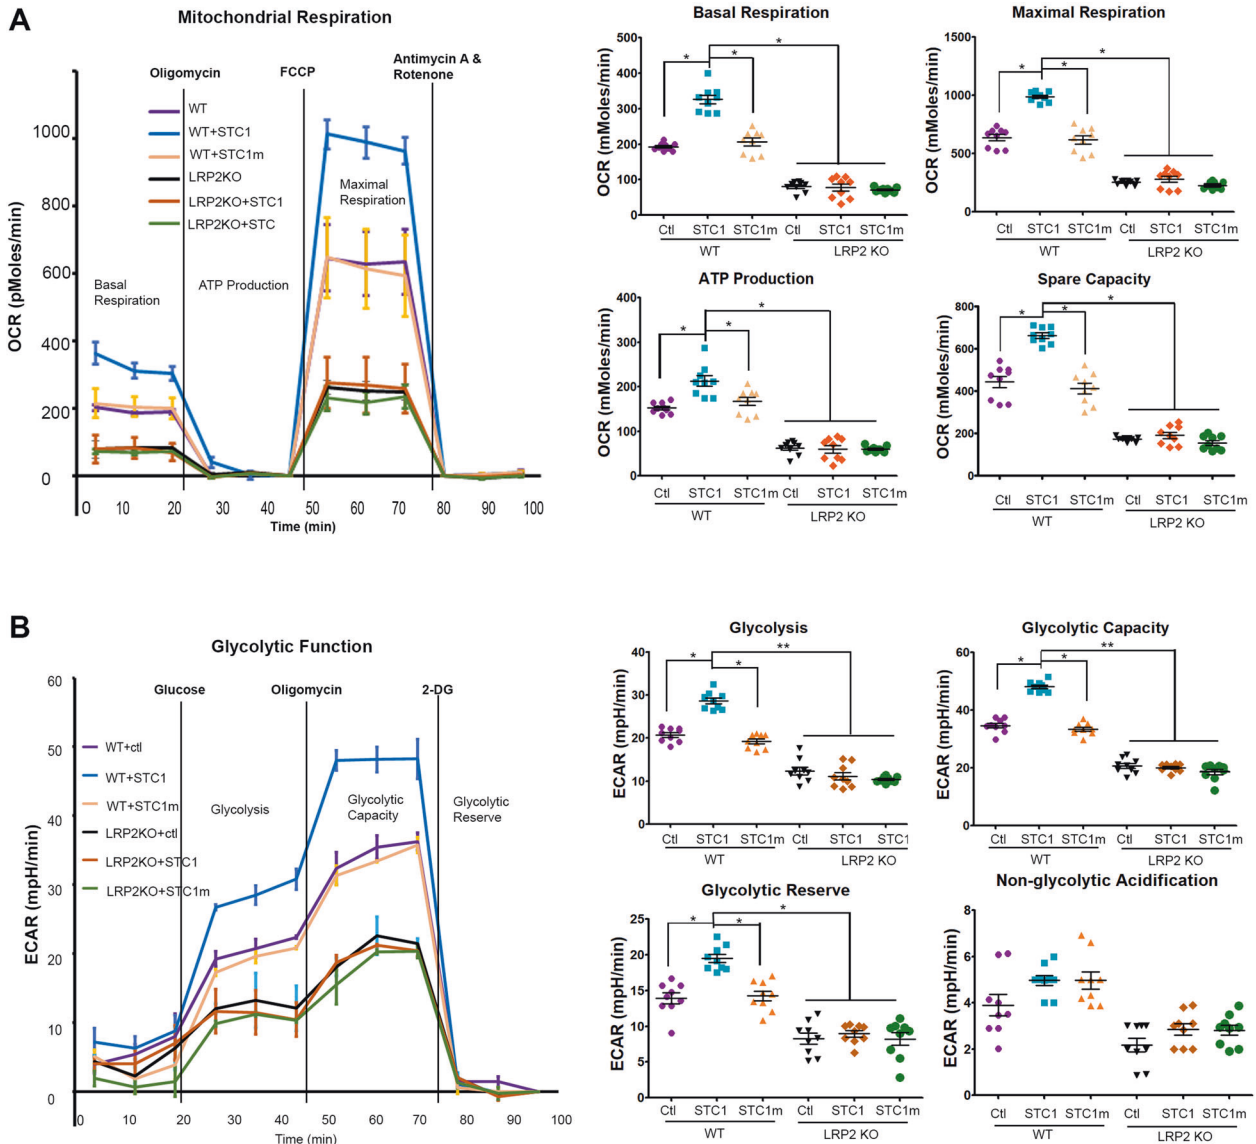 A
Mitochondrial Respiration
Oligomycin
FCCP
Antimycin A &
Rotenone
WT
WT+STC1
WT+STC1m
LRP2KO
LRP2KO+STC1
LRP2KO+STC
Basal
Respiration
ATP Production
Maximal
Respiration
OCR (pMoles/min)
1000
800
600
400
200
0
0 10 20 30 40 50 60 70 80 90 100
Time (min)
Basal Respiration
OCR (mMoles/min)
500
400
300
200
100
0
* * *
Ctl STC1 STC1m Ctl STC1 STC1m
WT LRP2 KO
Maximal Respiration
OCR (mMoles/min)
1500
1000
500
0
* * *
Ctl STC1 STC1m Ctl STC1 STC1m
WT LRP2 KO
ATP Production
OCR (mMoles/min)
400
300
200
100
0
* * *
Ctl STC1 STC1m Ctl STC1 STC1m
WT LRP2 KO
Spare Capacity
OCR (mMoles/min)
800
600
400
200
0
* * *
Ctl STC1 STC1m Ctl STC1 STC1m
WT LRP2 KO
B
Glycolytic Function
Glucose
Oligomycin
2-DG
WT+ctl
WT+STC1
WT+STC1m
LRP2KO+ctl
LRP2KO+STC1
LRP2KO+STC1m
Glycolysis
Glycolytic
Capacity
Glycolytic
Reserve
ECAR (mpH/min)
60
50
40
30
20
10
0
0 10 20 30 40 50 60 70 80 90 100
Time (min)
Glycolysis
ECAR (mpH/min)
40
30
20
10
0
* * **
Ctl STC1 STC1m Ctl STC1 STC1
WT LRP2 KO
Glycolytic Capacity
ECAR (mpH/min)
60
40
20
0
* * **
Ctl STC1 STC1m Ctl STC1 STC1m
WT LRP2 KO
Glycolytic Reserve
ECAR (mpH/min)
25
20
15
10
5
0
* * *
Ctl STC1 STC1m Ctl STC1 STC1m
WT LRP2 KO
Non-glycolytic Acidification
ECAR (mpH/min)
8
6
4
2
0
Ctl STC1 STC1m Ctl STC1 STC1m
WT LRP2 KO